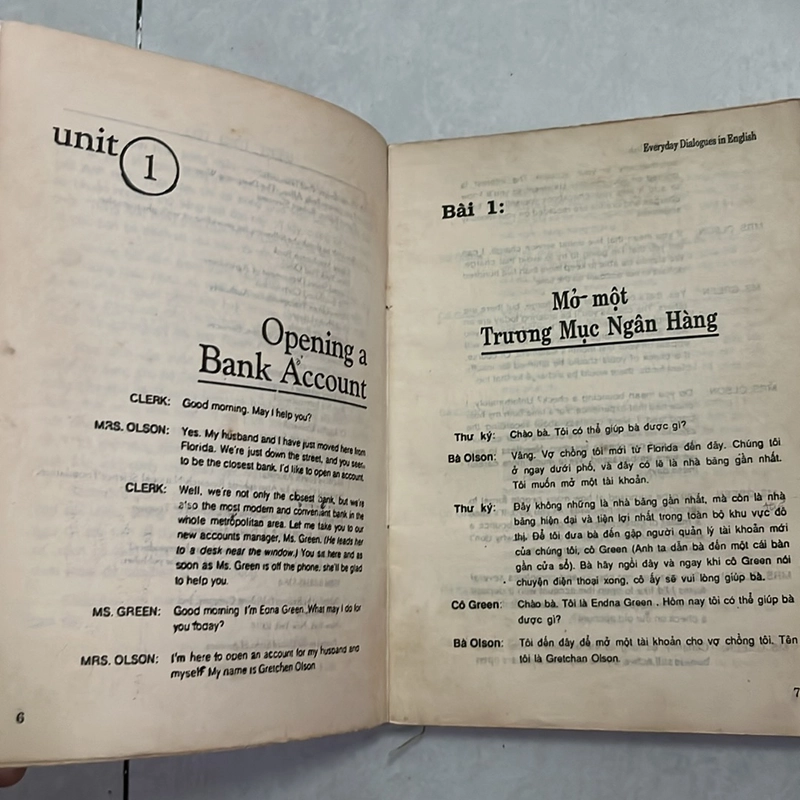 unit 1
Opening a
Bank Account
CLERK: Good morning. May I help you?
MRS. OLSON: Yes. My husband and I have just moved here from
Florida. We're just down the street, and you seem
to be the closest bank. I'd like to open an account.
CLERK: Well, we're not only the closest bank, but we're
also the most modern and convenient bank in the
whole metropolitan area. Let me take you to our
new accounts manager, Ms. Green. (He leads her
to a desk near the window.) You sit here and as
soon as Ms. Green is off the phone, she'll be glad
to help you.
MS. GREEN: Good morning I'm Edna Green. What may I do for
you today?
MRS. OLSON: I'm here to open an account for my husband and
myself My name is Gretchen Olson
6
Everyday Dialogues in English
Bài 1:
Mở một
Trương Mục Ngân Hàng
Thư ký: Chào bà. Tôi có thể giúp bà được gì?
Bà Olson: Vâng. Vợ chồng tôi mới từ Florida đến đây. Chúng tôi
ở ngay dưới phố, và đây có lẽ là nhà băng gần nhất.
Tôi muốn mở một tài khoản.
Thư ký: Đây không những là nhà băng gần nhất, mà còn là nhà
băng hiện đại và tiện lợi nhất trong toàn bộ khu vực đô
thị. Để tôi đưa bà đến gặp người quản lý tài khoản mới
của chúng tôi, cô Green (Anh ta dẫn bà đến một cái bàn
gần cửa sổ). Bà hãy ngồi đây và ngay khi cô Green nói
chuyện điện thoại xong, cô ấy sẽ vui lòng giúp bà.
Cô Green: Chào bà. Tôi là Endna Green. Hôm nay tôi có thể giúp bà
được gì?
Bà Olson: Tôi đến đây để mở một tài khoản cho vợ chồng tôi. Tên
tôi là Gretchan Olson.
7